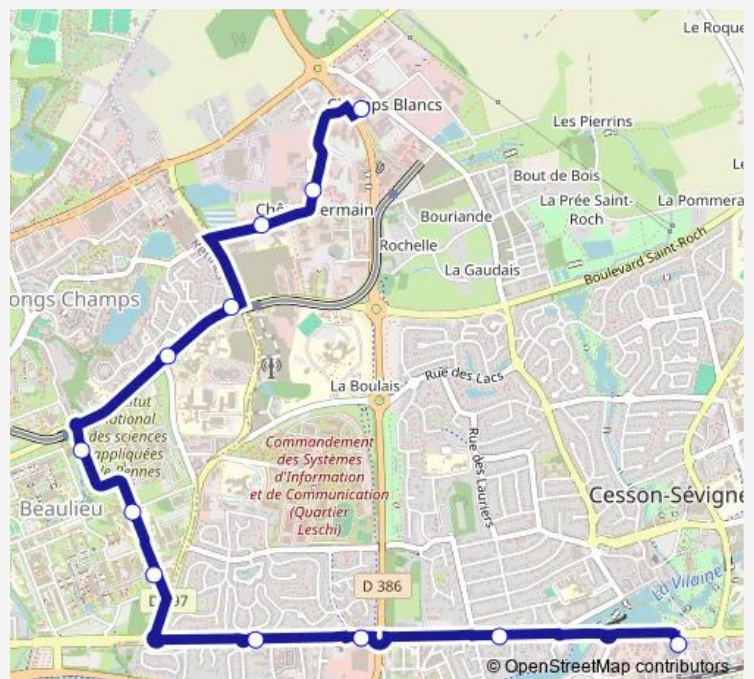 Le Roque
Blancs
Les Pierrins
Bout de Bois
La Prée Saint-
Roch
La Pommera
Bouriande
Rochelle
La Gaudais
Boulevard Saint-Roch
ongs Champs
La Boulais
Rue des Lacs
Rue des Lauriers
des sciences
appliquées
Commandement
des Systèmes
d'Information
et de Communication
(Quartier
Leschi)
Beaulieu
Cesson-Sévigné
La Vilaine
D 386
© OpenStreetMap contributors